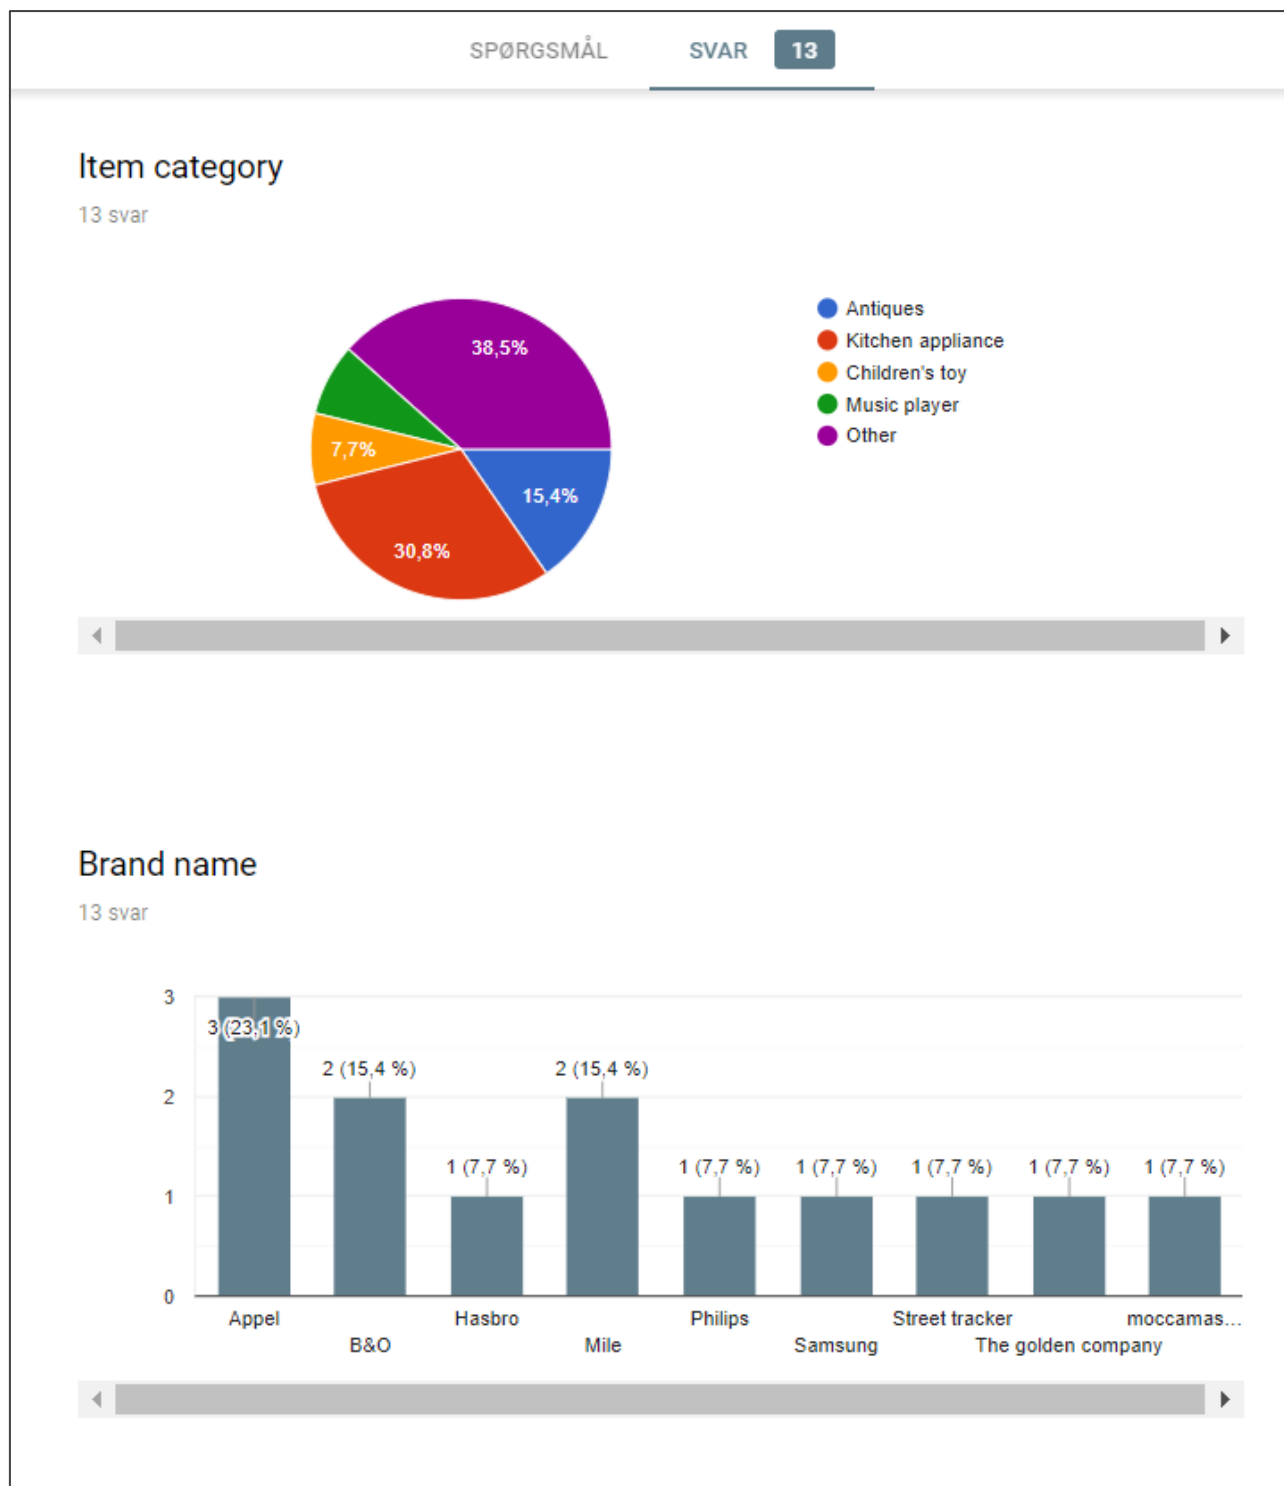 SPØRGSMÅL SVAR 13
Item category
13 svar
38,5%
7,7%
15,4%
30,8%
Antiques
Kitchen appliance
Children's toy
Music player
Other
Brand name
13 svar
3
2
1
0
3 (23,1 %)
2 (15,4 %)
1 (7,7 %)
2 (15,4 %)
1 (7,7 %)
1 (7,7 %)
1 (7,7 %)
1 (7,7 %)
1 (7,7 %)
Appel
B&O
Hasbro
Mile
Philips
Samsung
Street tracker
The golden company
moccamas...